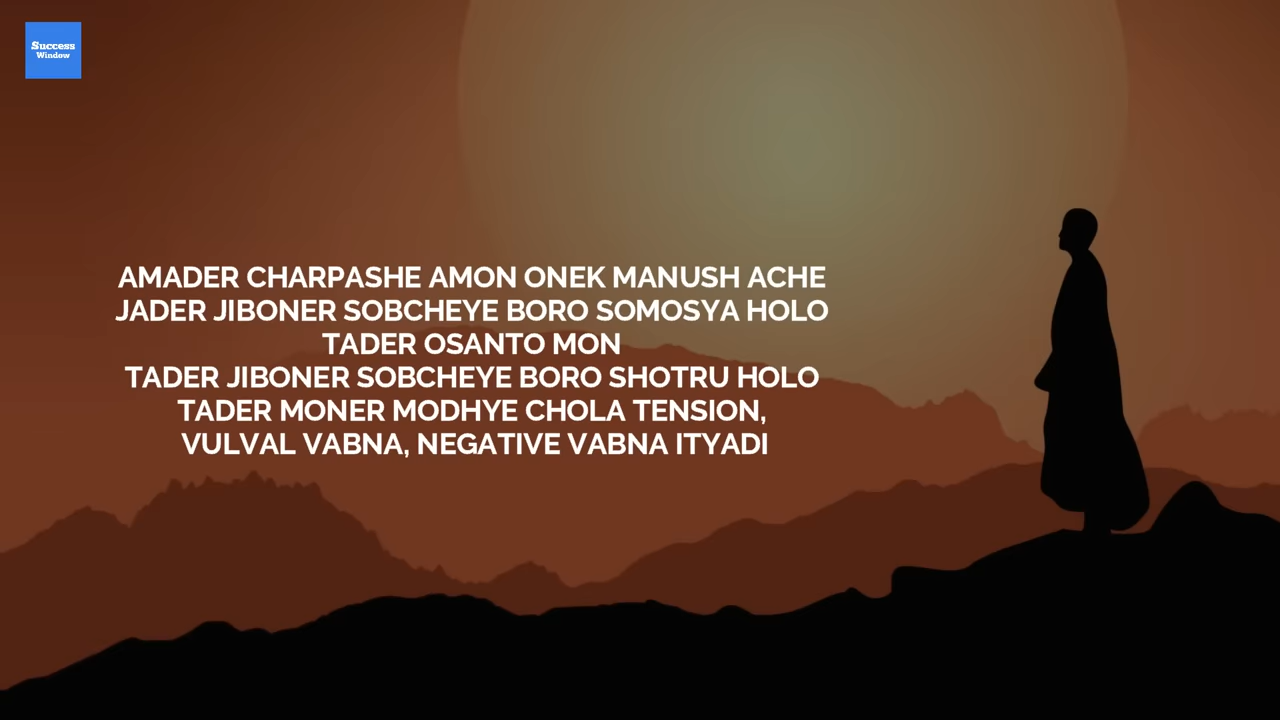 Success
Window
AMADER CHARPASHE AMON ONEK MANUSH ACHE
JADER JIBONER SOBCHEYE BORO SOMOSYA HOLO
TADER OSANTO MON
TADER JIBONER SOBCHEYE BORO SHOTRU HOLO
TADER MONER MODHYE CHOLA TENSION,
VULVAL VABNA, NEGATIVE VABNA ITYADI